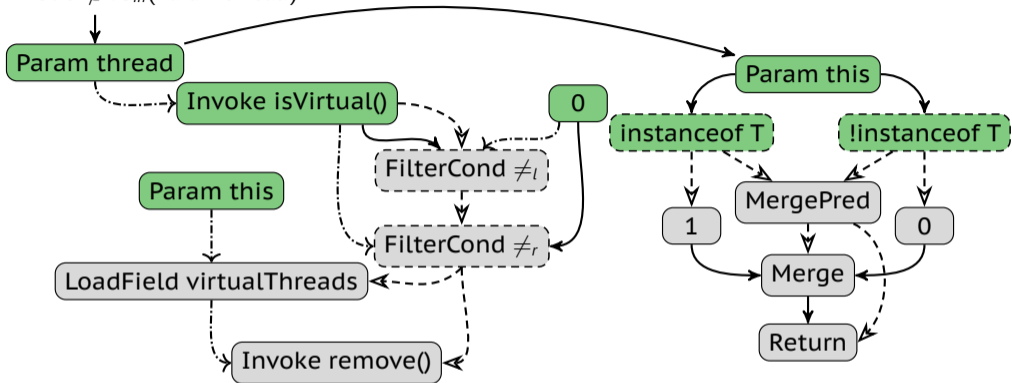 Param thread
Param this
Invoke isVirtual()
0
instanceof T
!instanceof T
FilterCond ≠l
Param this
MergePred
1
0
FilterCond ≠r
LoadField virtualThreads
Merge
Return
Invoke remove()